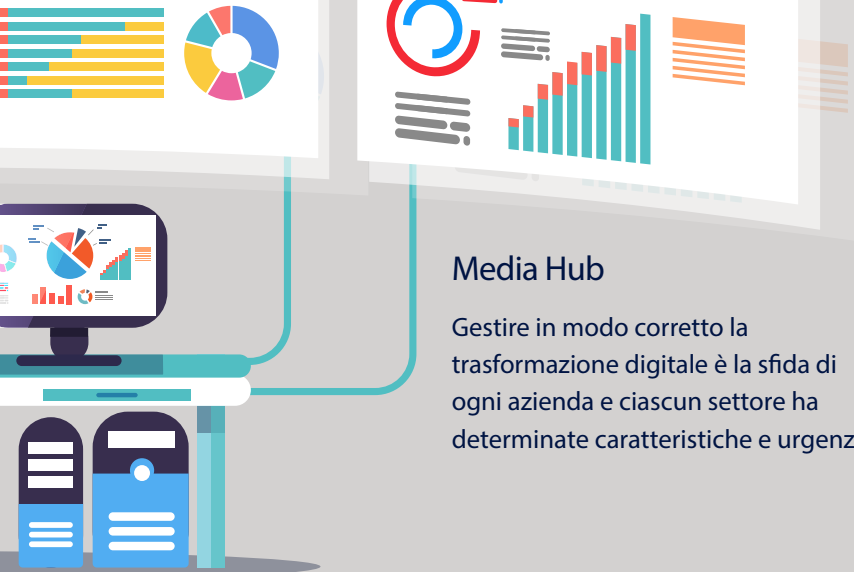 Media Hub
Gestire in modo corretto la
trasformazione digitale è la sfida di
ogni azienda e ciascun settore ha
determinate caratteristiche e urgenz